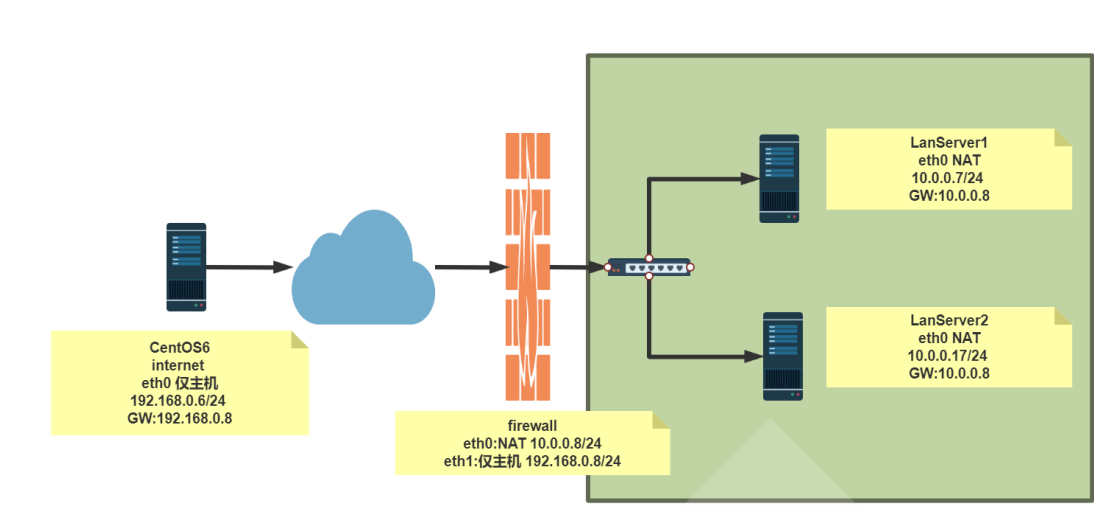 LanServer1
eth0 NAT
10.0.0.7/24
GW:10.0.0.8
LanServer2
eth0 NAT
10.0.0.17/24
GW:10.0.0.8
CentOS6
internet
eth0 仅主机
192.168.0.6/24
GW:192.168.0.8
firewall
eth0:NAT 10.0.0.8/24
eth1:仅主机 192.168.0.8/24